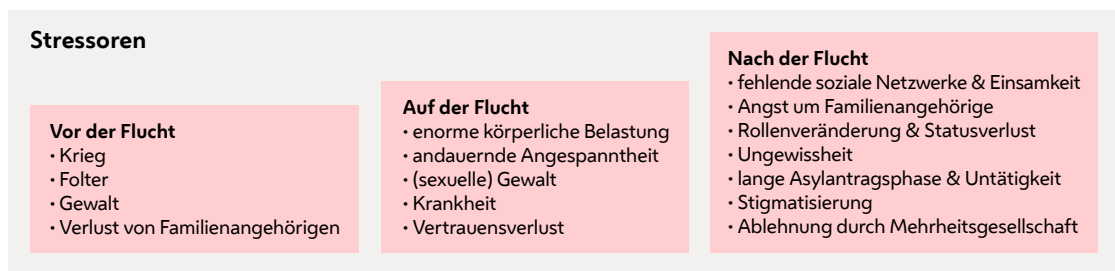 Stressoren
Vor der Flucht
• Krieg
• Folter
• Gewalt
• Verlust von Familienangehörigen
Auf der Flucht
• enorme körperliche Belastung
• andauernde Angespanntheit
• (sexuelle) Gewalt
• Krankheit
• Vertrauensverlust
Nach der Flucht
• fehlende soziale Netzwerke & Einsamkeit
• Angst um Familienangehörige
• Rollenveränderung & Statusverlust
• Ungewissheit
• lange Asylantragsphase & Untätigkeit
• Stigmatisierung
• Ablehnung durch Mehrheitsgesellschaft